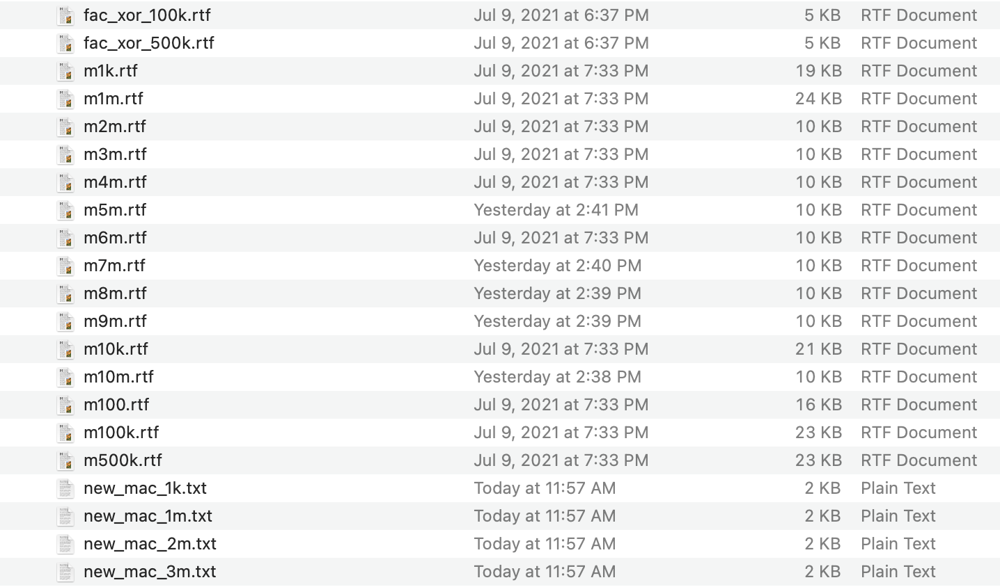 fac_xor_100k.rtf Jul 9, 2021 at 6:37 PM 5 KB RTF Document
fac_xor_500k.rtf Jul 9, 2021 at 6:37 PM 5 KB RTF Document
m1k.rtf Jul 9, 2021 at 7:33 PM 19 KB RTF Document
m1m.rtf Jul 9, 2021 at 7:33 PM 24 KB RTF Document
m2m.rtf Jul 9, 2021 at 7:33 PM 10 KB RTF Document
m3m.rtf Jul 9, 2021 at 7:33 PM 10 KB RTF Document
m4m.rtf Jul 9, 2021 at 7:33 PM 10 KB RTF Document
m5m.rtf Yesterday at 2:41 PM 10 KB RTF Document
m6m.rtf Jul 9, 2021 at 7:33 PM 10 KB RTF Document
m7m.rtf Yesterday at 2:40 PM 10 KB RTF Document
m8m.rtf Yesterday at 2:39 PM 10 KB RTF Document
m9m.rtf Yesterday at 2:39 PM 10 KB RTF Document
m10k.rtf Jul 9, 2021 at 7:33 PM 21 KB RTF Document
m10m.rtf Yesterday at 2:38 PM 10 KB RTF Document
m100.rtf Jul 9, 2021 at 7:33 PM 16 KB RTF Document
m100k.rtf Jul 9, 2021 at 7:33 PM 23 KB RTF Document
m500k.rtf Jul 9, 2021 at 7:33 PM 23 KB RTF Document
new_mac_1k.txt Today at 11:57 AM 2 KB Plain Text
new_mac_1m.txt Today at 11:57 AM 2 KB Plain Text
new_mac_2m.txt Today at 11:57 AM 2 KB Plain Text
new_mac_3m.txt Today at 11:57 AM 2 KB Plain Text